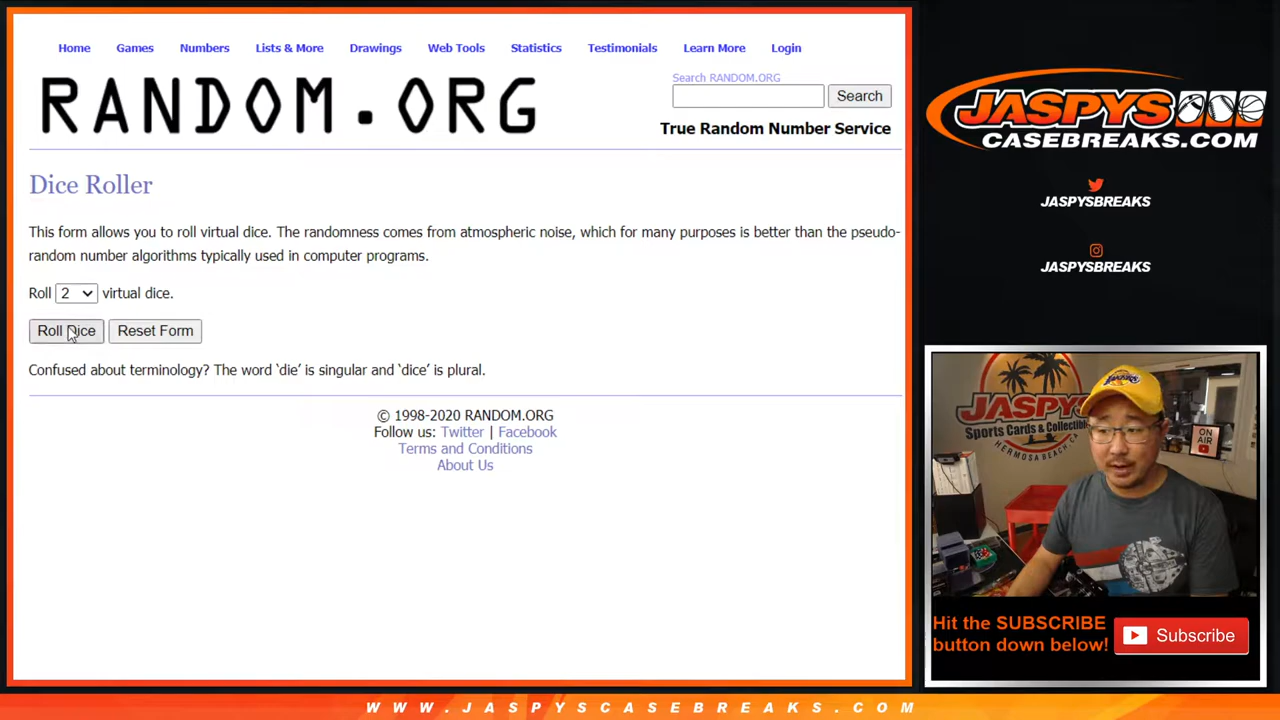 Home Games Numbers Lists & More Drawings Web Tools Statistics Testimonials Learn More Login
RANDOM.ORG
Search RANDOM.ORG
Search
True Random Number Service
Dice Roller
This form allows you to roll virtual dice. The randomness comes from atmospheric noise, which for many purposes is better than the pseudo-
random number algorithms typically used in computer programs.
Roll 2 virtual dice.
Roll Dice Reset Form
Confused about terminology? The word ‘die’ is singular and ‘dice’ is plural.
© 1998-2020 RANDOM.ORG
Follow us: Twitter | Facebook
Terms and Conditions
About Us
JASPYS
CASEBREAKS.COM
JASPYSBREAKS
JASPYSBREAKS
JASPYS
Sports Cards & Collectibles
HERMOSA BEACH, CA
ON AIR
Hit the SUBSCRIBE
button down below!
Subscribe
WWW.JASPYSCASEBREAKS.COM